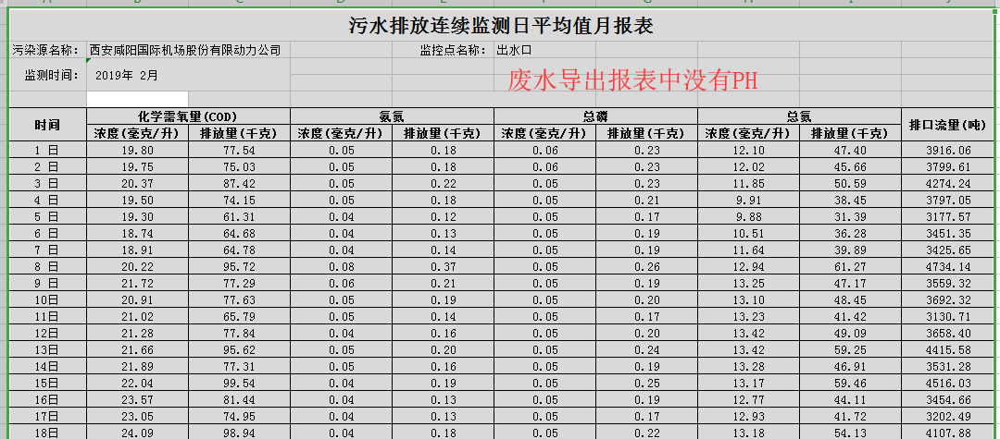 污水排放连续监测日平均值月报表
污染源名称： 西安咸阳国际机场股份有限动力公司 监控点名称： 出水口
监测时间： 2019年 2月
废水导出报表中没有PH
时间 化学需氧量(COD) 氨氮 总磷 总氮 排口流量(吨)
浓度(毫克/升) 排放量(千克) 浓度(毫克/升) 排放量(千克) 浓度(毫克/升) 排放量(千克) 浓度(毫克/升) 排放量(千克)
1 日 19.80 77.54 0.05 0.18 0.06 0.23 12.10 47.40 3916.06
2 日 19.75 75.03 0.05 0.18 0.06 0.23 12.02 45.66 3799.61
3 日 20.37 87.42 0.05 0.22 0.05 0.23 11.85 50.59 4274.24
4 日 19.50 74.15 0.05 0.18 0.05 0.21 9.91 38.45 3797.05
5 日 19.30 61.31 0.04 0.12 0.05 0.17 9.88 31.39 3177.57
6 日 18.74 64.68 0.04 0.13 0.05 0.19 10.51 36.28 3451.35
7 日 18.91 64.78 0.04 0.14 0.05 0.19 11.64 39.89 3425.65
8 日 20.22 95.72 0.08 0.37 0.05 0.26 12.94 61.27 4734.14
9 日 21.72 77.29 0.06 0.21 0.05 0.19 13.25 47.17 3559.32
10日 20.91 77.63 0.05 0.19 0.05 0.20 13.10 48.45 3692.32
11日 21.02 65.79 0.05 0.14 0.05 0.17 13.23 41.42 3130.71
12日 21.28 77.84 0.04 0.16 0.05 0.20 13.42 49.09 3658.40
13日 21.66 95.62 0.05 0.20 0.05 0.24 13.42 59.25 4415.58
14日 21.89 77.31 0.05 0.16 0.05 0.19 13.28 46.91 3531.28
15日 22.04 99.54 0.04 0.19 0.05 0.25 13.17 59.46 4516.03
16日 23.57 81.44 0.04 0.13 0.05 0.19 12.77 44.11 3454.66
17日 23.05 74.95 0.04 0.13 0.05 0.17 12.93 41.72 3202.49
18日 24.09 98.94 0.04 0.18 0.05 0.22 13.18 54.13 4107.88